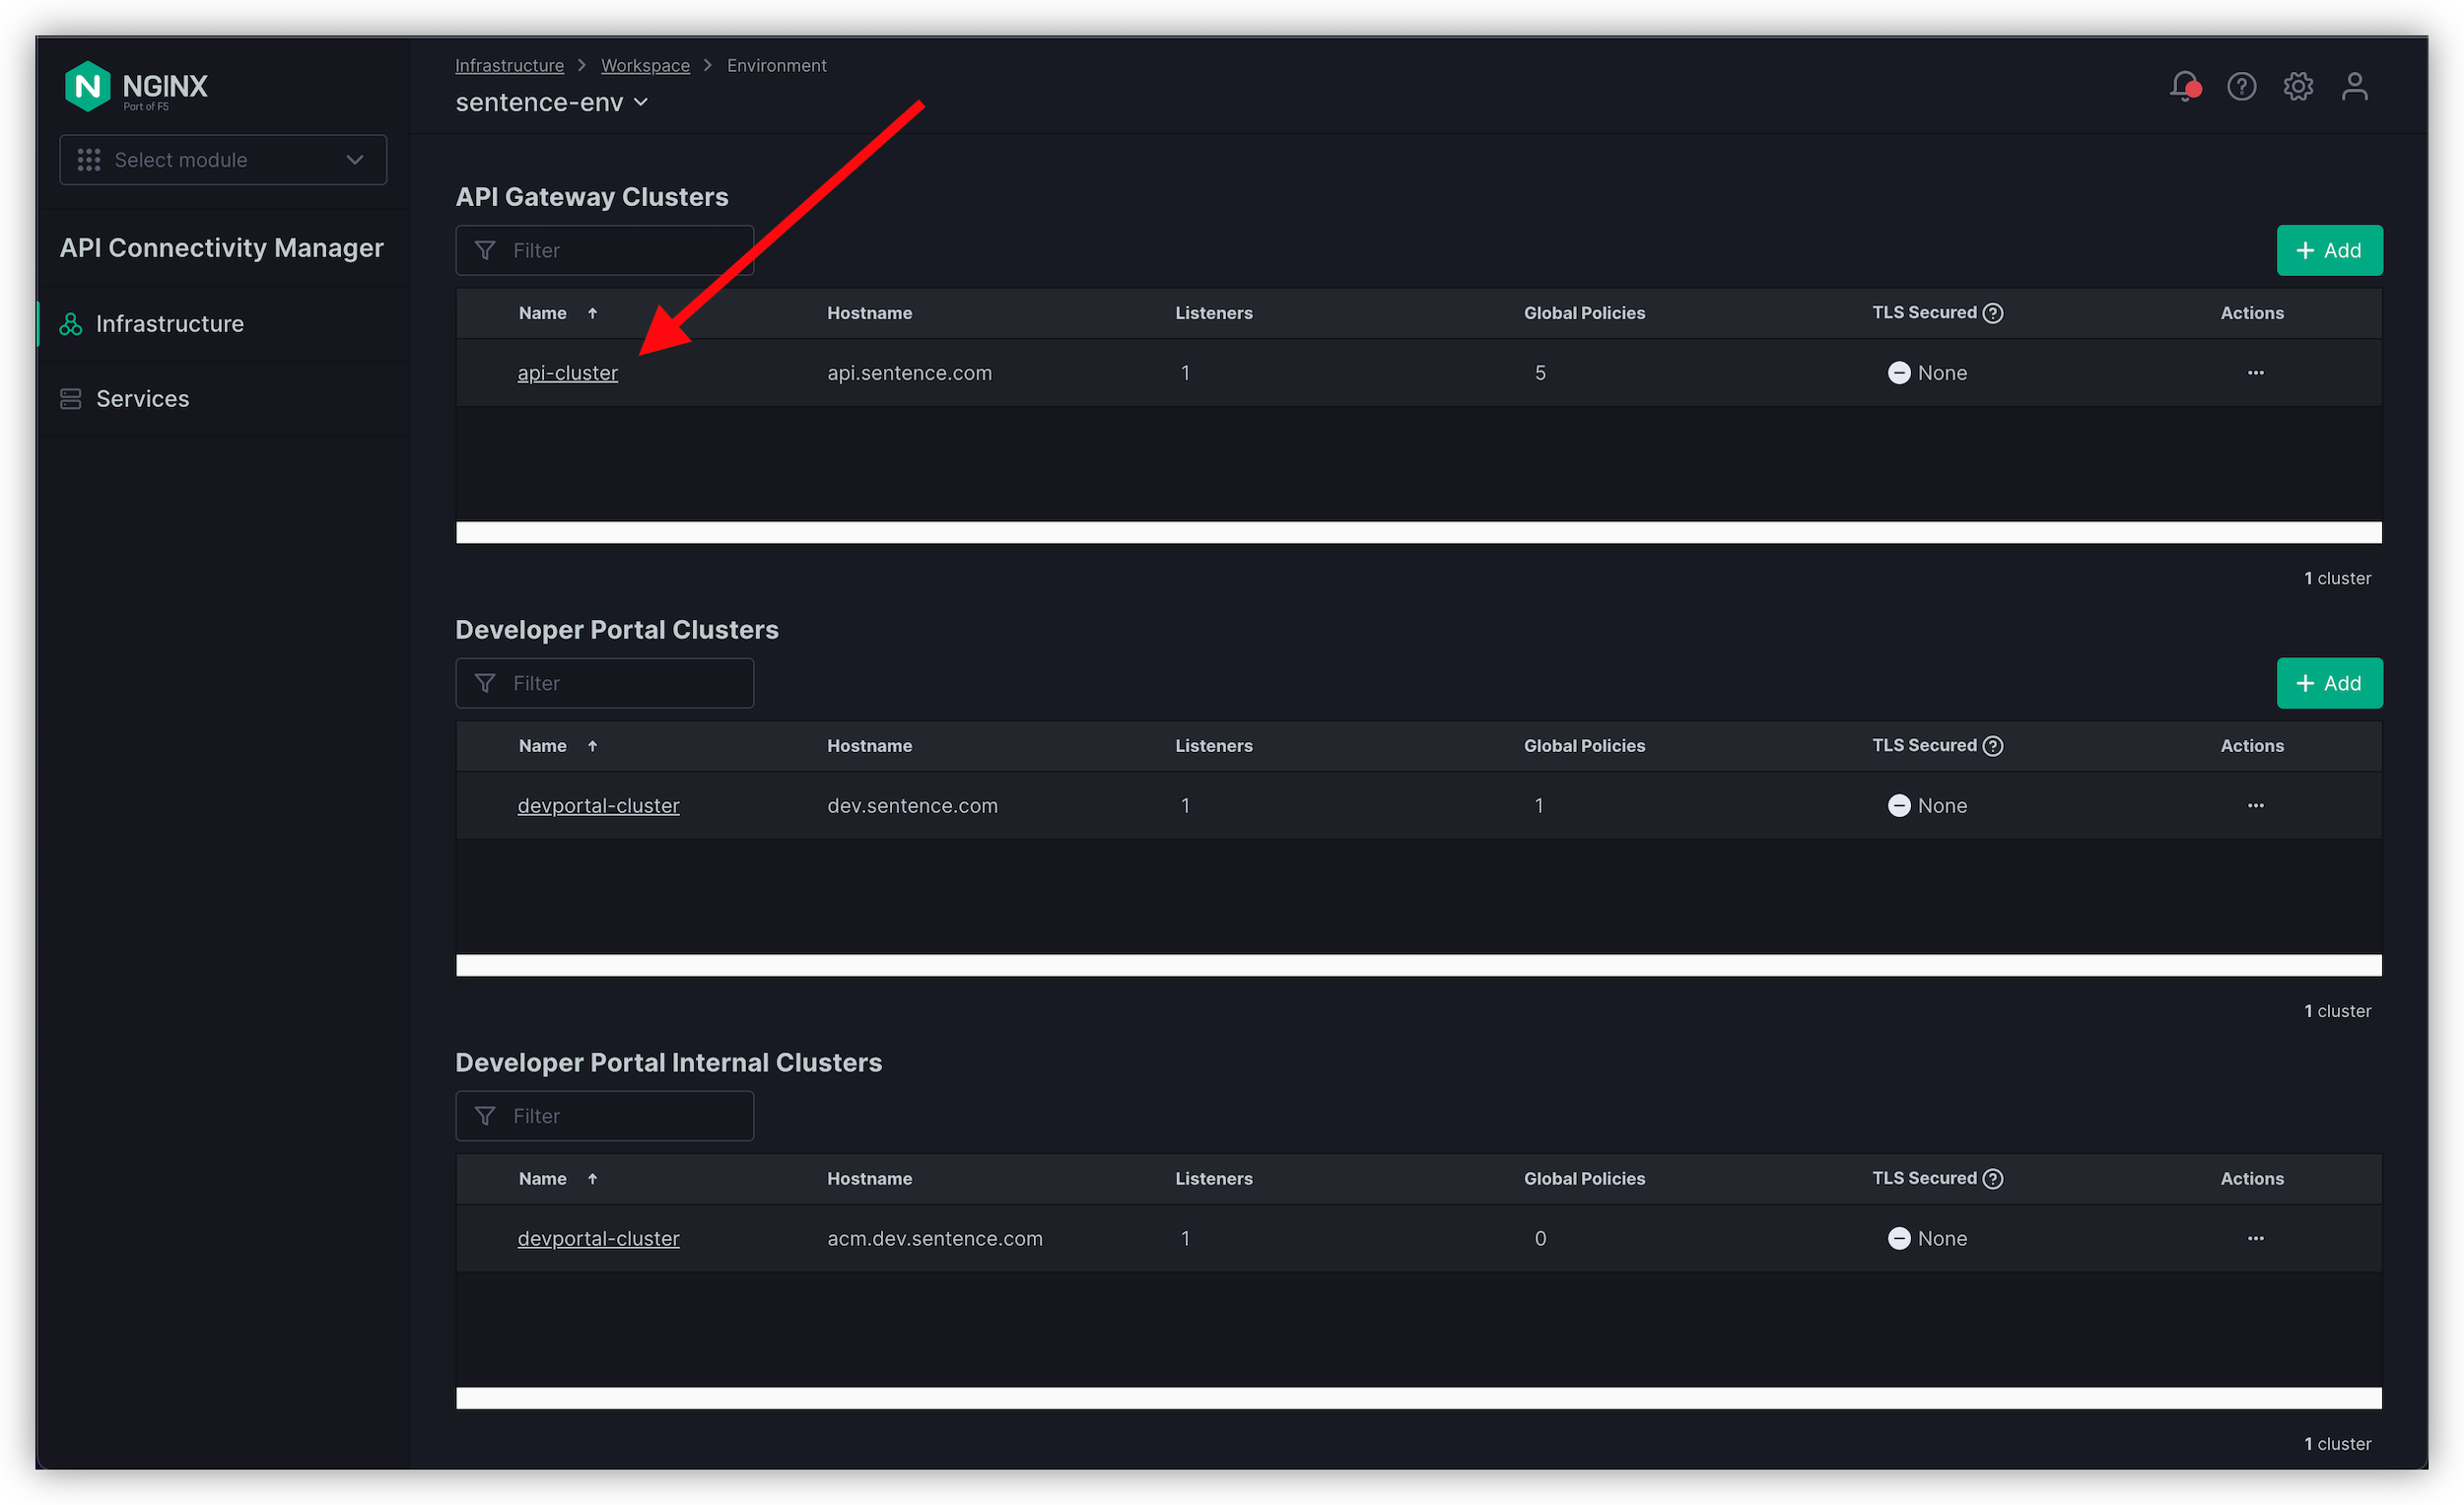 NGINX
Part of F5
Select module
API Connectivity Manager
Infrastructure
Services
Infrastructure > Workspace > Environment
sentence-env
API Gateway Clusters
Filter
+ Add
Name ↑ Hostname Listeners Global Policies TLS Secured ? Actions
api-cluster api.sentence.com 1 5 None ...
1 cluster
Developer Portal Clusters
Filter
+ Add
Name ↑ Hostname Listeners Global Policies TLS Secured ? Actions
devportal-cluster dev.sentence.com 1 1 None ...
1 cluster
Developer Portal Internal Clusters
Filter
Name ↑ Hostname Listeners Global Policies TLS Secured ? Actions
devportal-cluster acm.dev.sentence.com 1 0 None ...
1 cluster